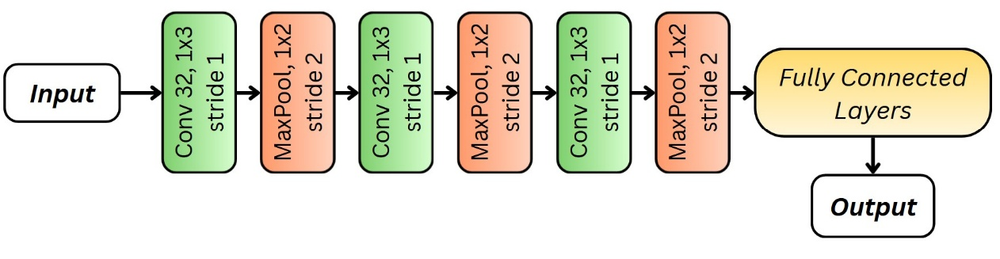 Input
Conv 32, 1x3
stride 1
MaxPool, 1x2
stride 2
Conv 32, 1x3
stride 1
MaxPool, 1x2
stride 2
Conv 32, 1x3
stride 1
MaxPool, 1x2
stride 2
Fully Connected
Layers
Output